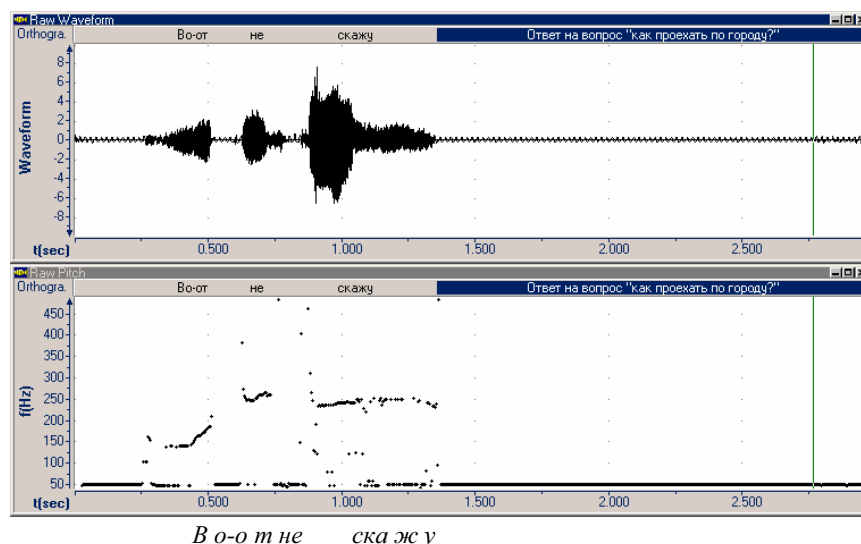 Raw Waveform
Orthogra. Во-от не скажу Ответ на вопрос "как проехать по городу?"
8
6
4
2
0
-2
-4
-6
-8
Waveform
t(sec) 0.500 1.000 1.500 2.000 2.500
Raw Pitch
Orthogra. Во-от не скажу Ответ на вопрос "как проехать по городу?"
450
400
350
300
250
200
150
100
50
f(Hz)
t(sec) 0.500 1.000 1.500 2.000 2.500
В о-о т не ска ж у